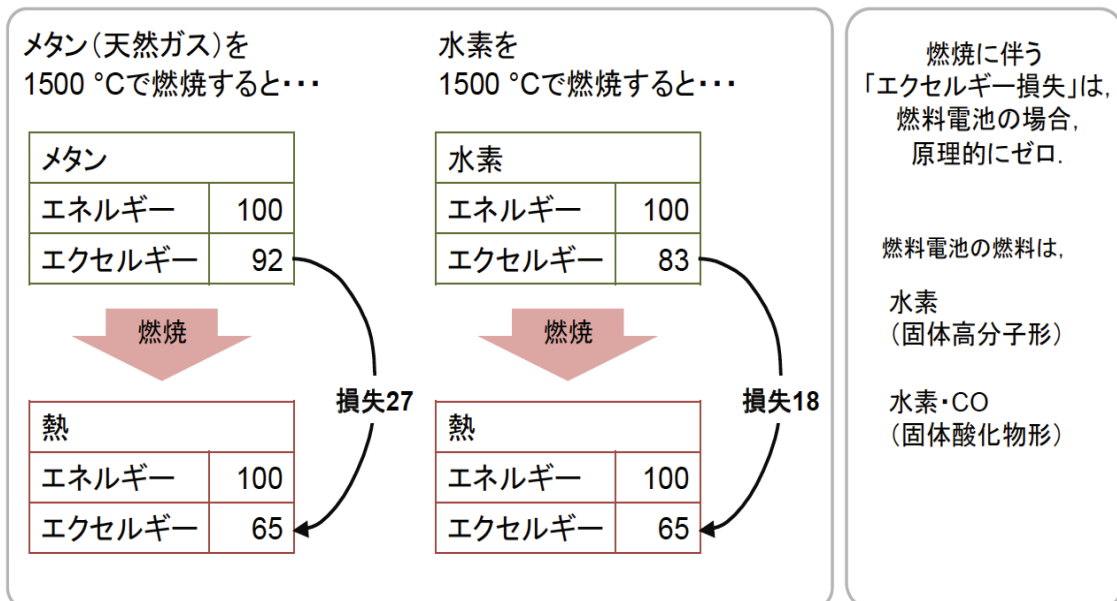 メタン（天然ガス）を
1500 °Cで燃焼すると・・・
メタン
エネルギー 100
エクセルギー 92
燃焼
損失27
熱
エネルギー 100
エクセルギー 65
水素を
1500 °Cで燃焼すると・・・
水素
エネルギー 100
エクセルギー 83
燃焼
損失18
熱
エネルギー 100
エクセルギー 65
燃焼に伴う
「エクセルギー損失」は，
燃料電池の場合，
原理的にゼロ．
燃料電池の燃料は，
水素
（固体高分子形）
水素・CO
（固体酸化物形）